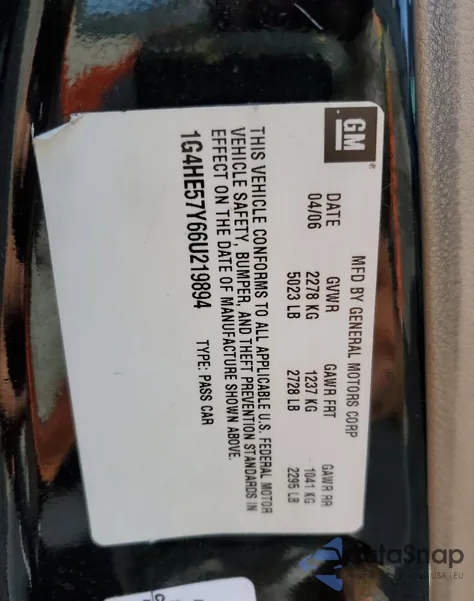 GM
®
MFD BY GENERAL MOTORS CORP
DATE GVWR GAWR FRT GAWR RR
04/06 2278 KG 1237 KG 1041 KG
5023 LB 2728 LB 2295 LB
THIS VEHICLE CONFORMS TO ALL APPLICABLE U.S. FEDERAL MOTOR
VEHICLE SAFETY, BUMPER, AND THEFT PREVENTION STANDARDS IN
EFFECT ON THE DATE OF MANUFACTURE SHOWN ABOVE.
1G4HE57Y66U219894 TYPE: PASS CAR